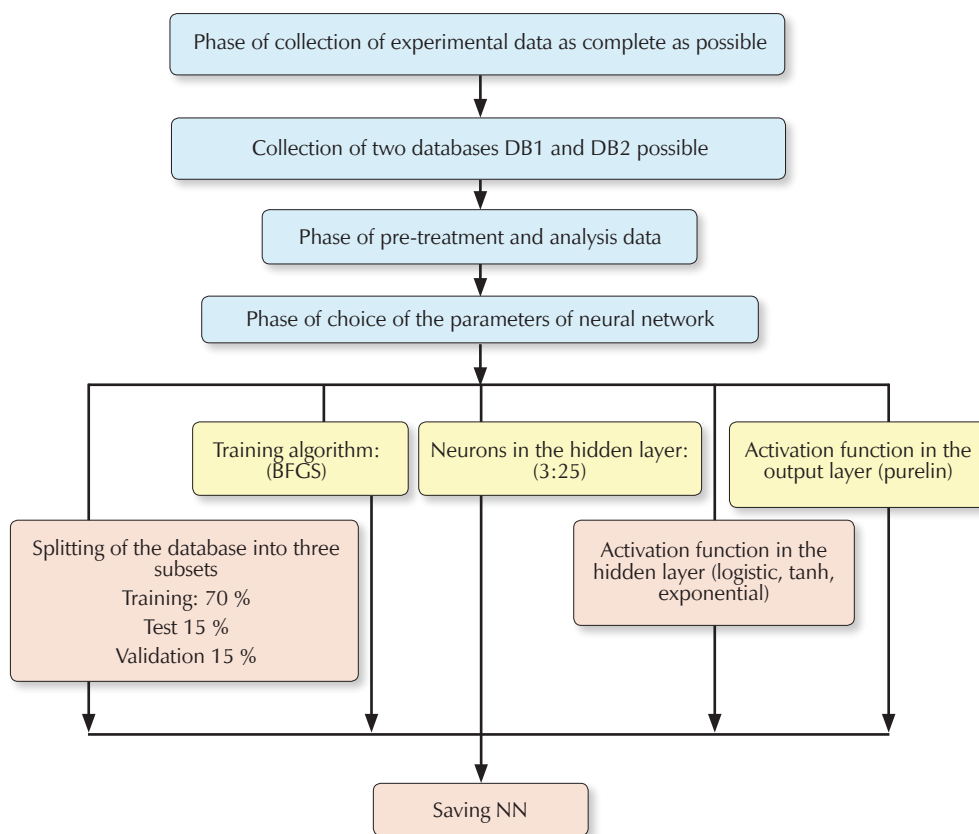 Phase of collection of experimental data as complete as possible
Collection of two databases DB1 and DB2 possible
Phase of pre-treatment and analysis data
Phase of choice of the parameters of neural network
Training algorithm:
(BFGS)
Neurons in the hidden layer:
(3:25)
Activation function in the
output layer (purelin)
Splitting of the database into three
subsets
Training: 70 %
Test 15 %
Validation 15 %
Activation function in the
hidden layer (logistic, tanh,
exponential)
Saving NN